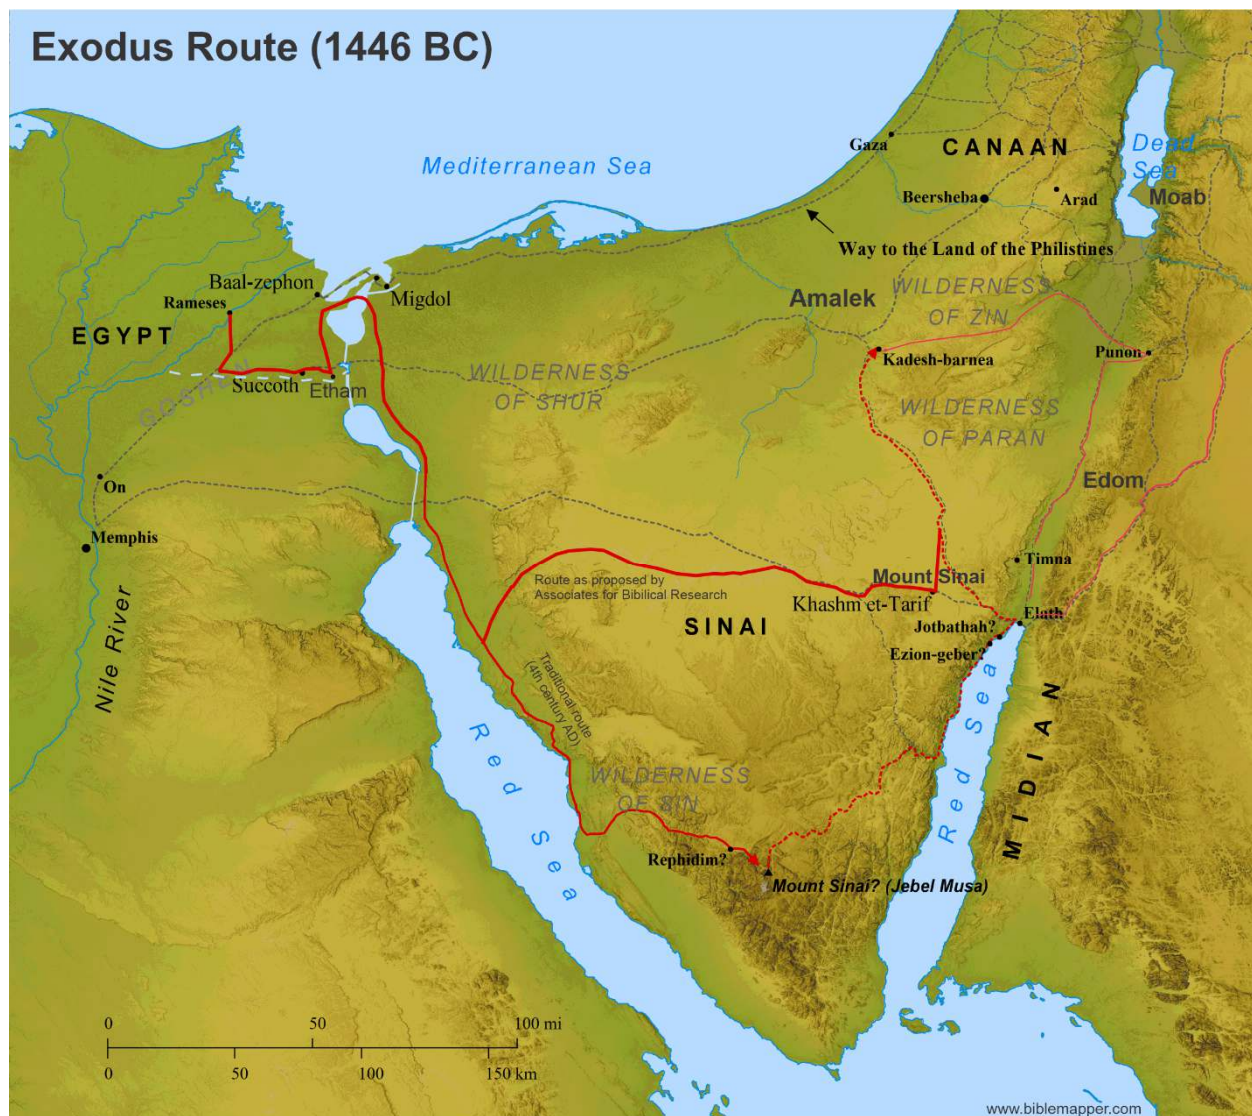 Exodus Route (1446 BC)
Mediterranean Sea
Gaza
CANAAN
Dead
Sea
Beersheba
Arad
Moab
Way to the Land of the Philistines
Baal-zephon
Rameses
Migdol
Amalek
WILDERNESS
OF ZIN
EGYPT
GOSHEN
Succoth
Etham
WILDERNESS
OF SHUR
Kadesh-barnea
Punon
WILDERNESS
OF PARAN
On
Edom
Memphis
Timna
Route as proposed by
Associates for Bibilical Research
Mount Sinai
Khashm et-Tarif
SINAI
Elath
Jotbathah?
Ezion-geber?
Nile River
Traditional route
(4th century AD)
Red Sea
Red Sea
MIDIAN
WILDERNESS
OF SIN
Rephidim?
Mount Sinai? (Jebel Musa)
0 50 100 mi
0 50 100 150 km
www.biblemapper.com